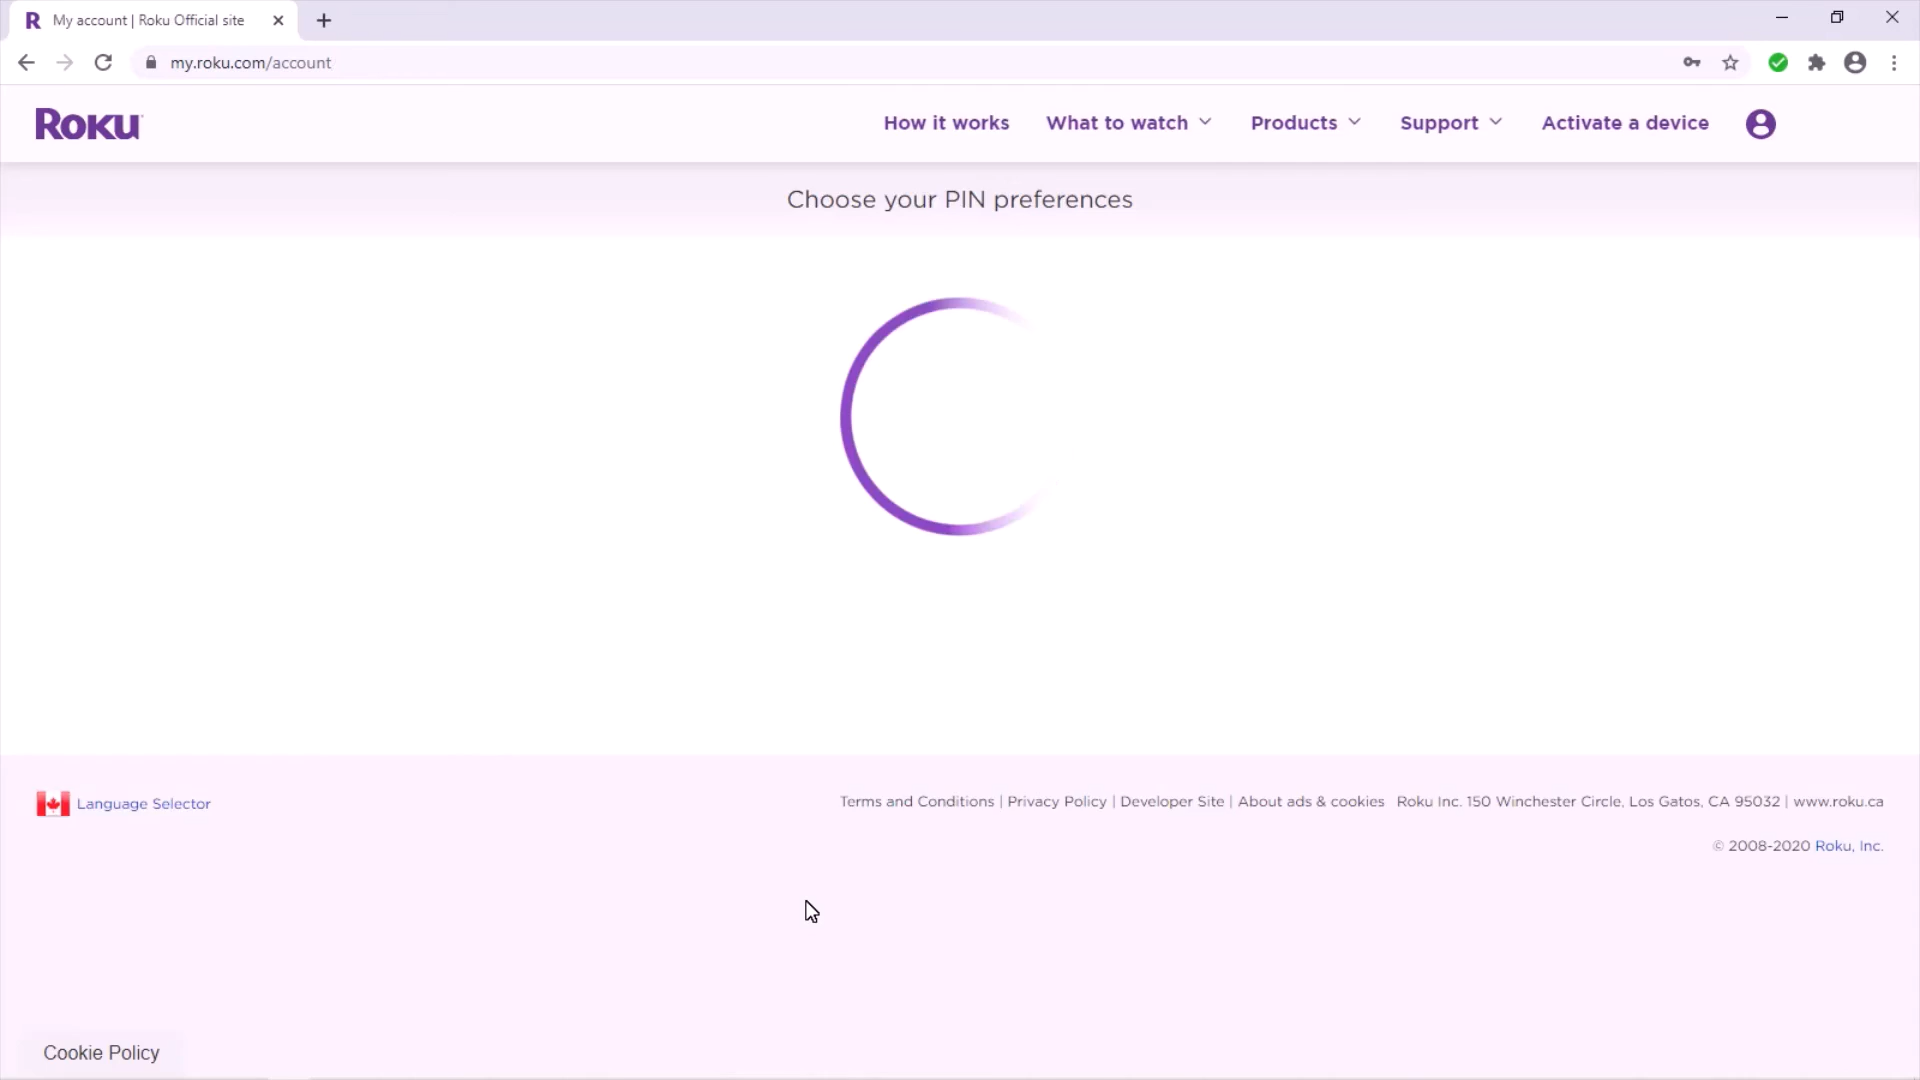 My account | Roku Official site
my.roku.com/account
ROKU
How it works
What to watch
Products
Support
Activate a device
Choose your PIN preferences
Language Selector
Terms and Conditions | Privacy Policy | Developer Site | About ads & cookies Roku Inc. 150 Winchester Circle, Los Gatos, CA 95032 | www.roku.ca
© 2008-2020 Roku, Inc.
Cookie Policy